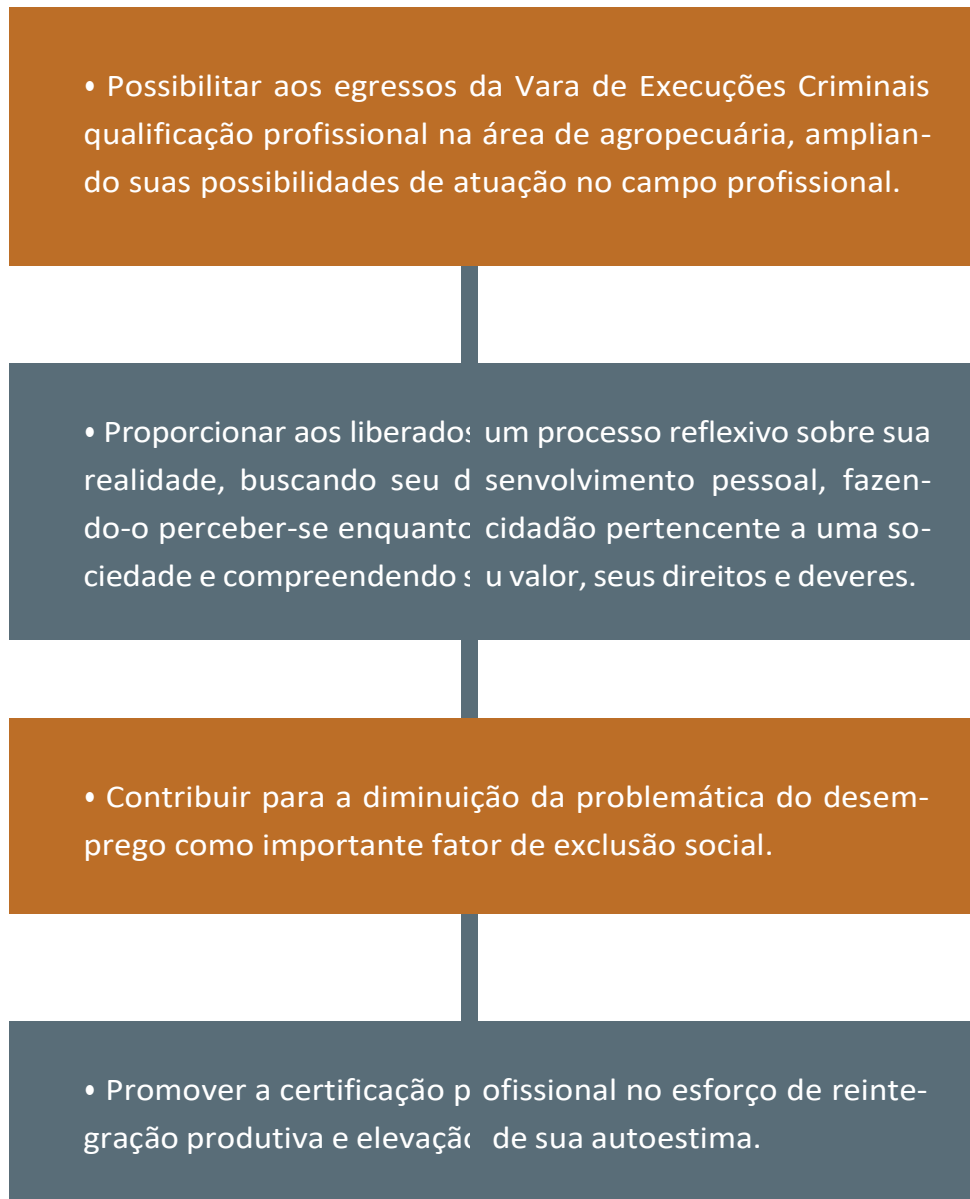 • Possibilitar aos egressos da Vara de Execuções Criminais
qualificação profissional na área de agropecuária, amplian-
do suas possibilidades de atuação no campo profissional.
• Proporcionar aos liberados um processo reflexivo sobre sua
realidade, buscando seu d senvolvimento pessoal, fazen-
do-o perceber-se enquanto cidadão pertencente a uma so-
ciedade e compreendendo s u valor, seus direitos e deveres.
• Contribuir para a diminuição da problemática do desem-
prego como importante fator de exclusão social.
• Promover a certificação p ofissional no esforço de reinte-
gração produtiva e elevação de sua autoestima.